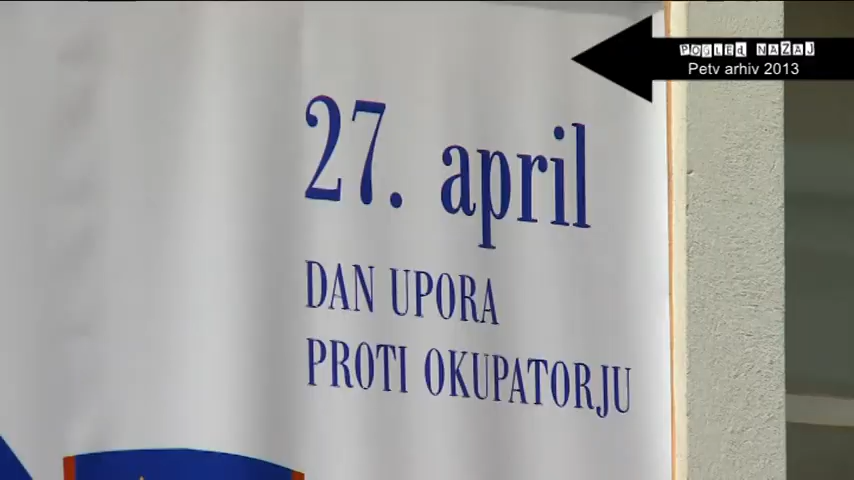 POGLEd NAZAJ
Petv arhiv 2013
27. april
DAN UPORA
PROTI OKUPATORJU